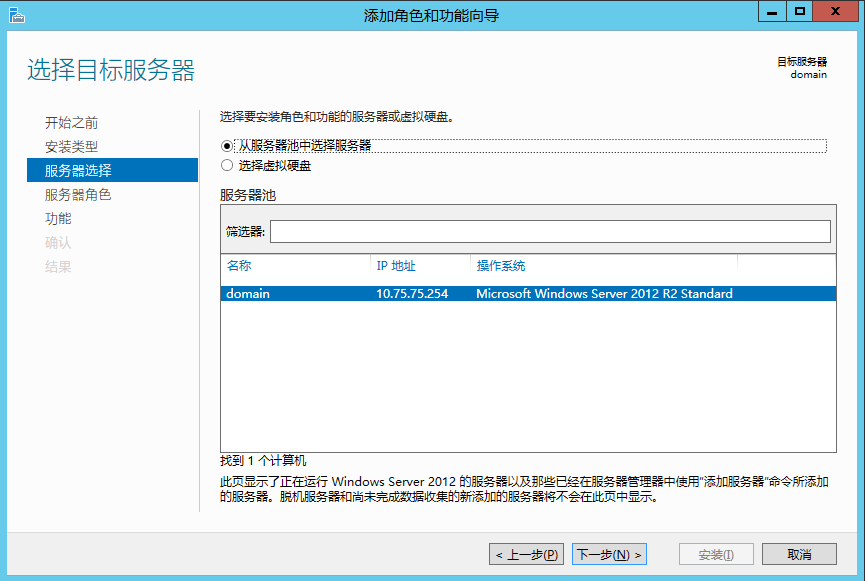 添加角色和功能向导
选择目标服务器
目标服务器
domain
开始之前
安装类型
服务器选择
服务器角色
功能
确认
结果
选择要安装角色和功能的服务器或虚拟硬盘。
从服务器池中选择服务器
选择虚拟硬盘
服务器池
筛选器:
名称 IP 地址 操作系统
domain 10.75.75.254 Microsoft Windows Server 2012 R2 Standard
找到 1 个计算机
此页显示了正在运行 Windows Server 2012 的服务器以及那些已经在服务器管理器中使用"添加服务器"命令所添加
的服务器。脱机服务器和尚未完成数据收集的新添加的服务器将不会在此页中显示。
< 上一步(P) 下一步(N) > 安装(I) 取消